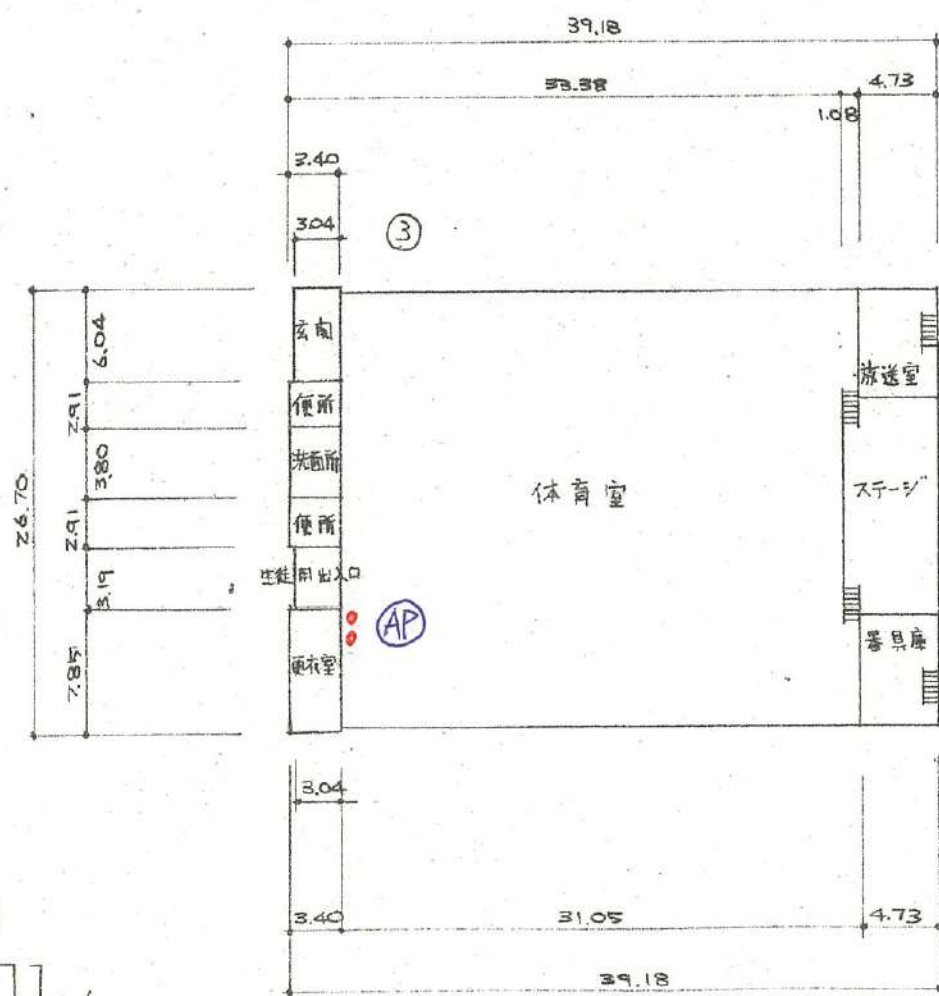 39.18
33.38
4.73
1.08
3.40
3.04
③
玄関
6.04
便所
2.91
洗面所
3.80
便所
2.91
生徒用出入口
3.19
更衣室
7.85
26.70
AP
体育室
放送室
ステージ
器具庫
3.04
3.40
31.05
4.73
39.18